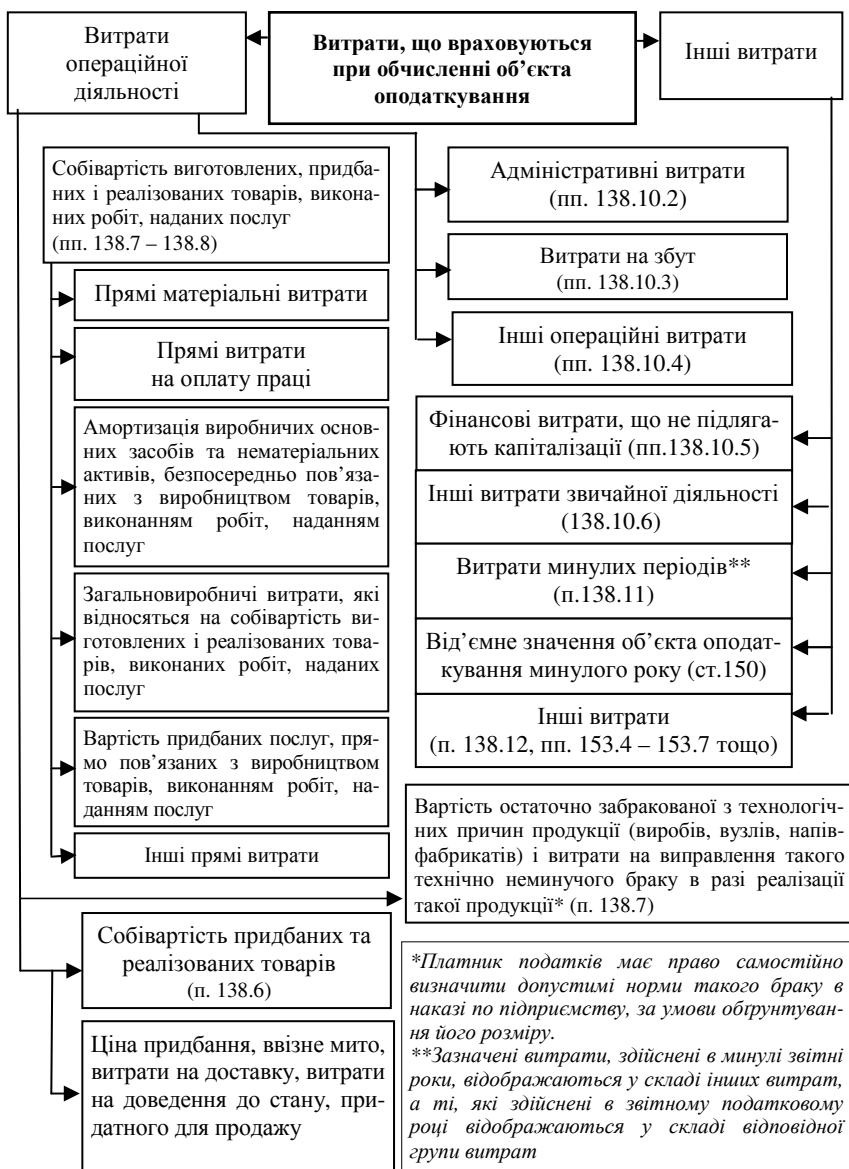 Витрати
операційної
діяльності
Витрати, що враховуються
при обчисленні об’єкта
оподаткування
Інші витрати
Собівартість виготовлених, придба-
них і реалізованих товарів, викона-
них робіт, наданих послуг
(пп. 138.7 – 138.8)
Прямі матеріальні витрати
Прямі витрати
на оплату праці
Амортизація виробничих основ-
них засобів та нематеріальних
активів, безпосередньо пов’яза-
них з виробництвом товарів,
виконанням робіт, наданням
послуг
Загальновиробничі витрати, які
відносяться на собівартість ви-
готовлених і реалізованих това-
рів, виконаних робіт, наданих
послуг
Вартість придбаних послуг, пря-
мо пов’язаних з виробництвом
товарів, виконанням робіт, на-
данням послуг
Інші прямі витрати
Адміністративні витрати
(пп. 138.10.2)
Витрати на збут
(пп. 138.10.3)
Інші операційні витрати
(пп. 138.10.4)
Фінансові витрати, що не підляга-
ють капіталізації (пп.138.10.5)
Інші витрати звичайної діяльності
(138.10.6)
Витрати минулих періодів**
(п.138.11)
Від’ємне значення об’єкта оподат-
кування минулого року (ст.150)
Інші витрати
(п. 138.12, пп. 153.4 – 153.7 тощо)
Вартість остаточно забракованої з технологіч-
них причин продукції (виробів, вузлів, напів-
фабрикатів) і витрати на виправлення такого
технічно неминучого браку в разі реалізації
такої продукції* (п. 138.7)
Собівартість придбаних та
реалізованих товарів
(п. 138.6)
Ціна придбання, ввізне мито,
витрати на доставку, витрати
на доведення до стану, при-
датного для продажу
*Платник податків має право самостійно
визначити допустимі норми такого браку в
наказі по підприємству, за умови обґрунтуван-
ня його розміру.
**Зазначені витрати, здійснені в минулі звітні
роки, відображаються у складі інших витрат,
а ті, які здійснені в звітному податковому
році відображаються у складі відповідної
групи витрат